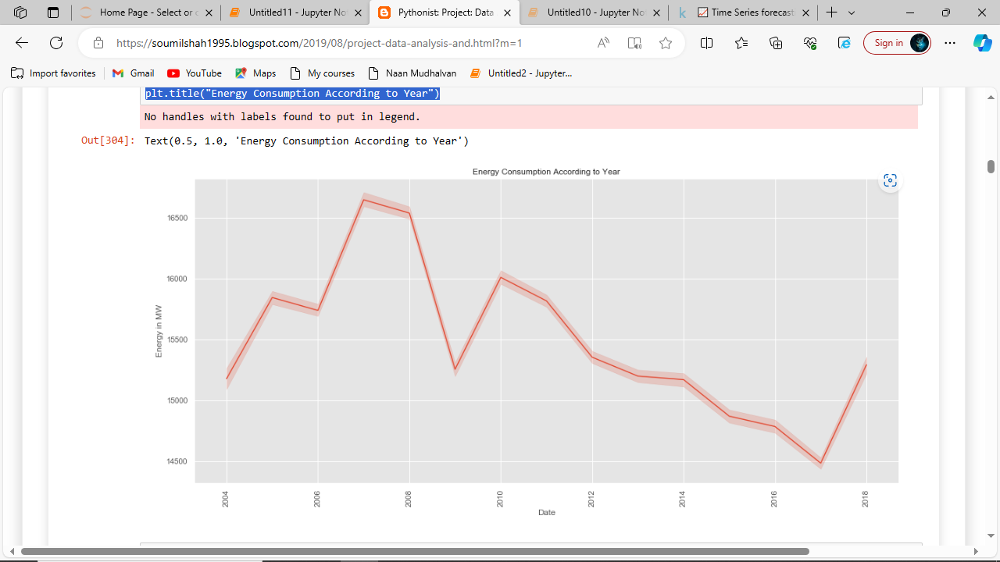 Home Page - Select or c
Untitled11 - Jupyter No
Pythonist: Project: Data
Untitled10 - Jupyter No
Time Series forecast
https://soumilshah1995.blogspot.com/2019/08/project-data-analysis-and.html?m=1
Sign in
Import favorites
Gmail
YouTube
Maps
My courses
Naan Mudhalvan
Untitled2 - Jupyter...
plt.title("Energy Consumption According to Year")
No handles with labels found to put in legend.
Out[304]: Text(0.5, 1.0, 'Energy Consumption According to Year')
Energy Consumption According to Year
16500
16000
15500
15000
14500
Energy in MW
2004 2006 2008 2010 2012 2014 2016 2018
Date